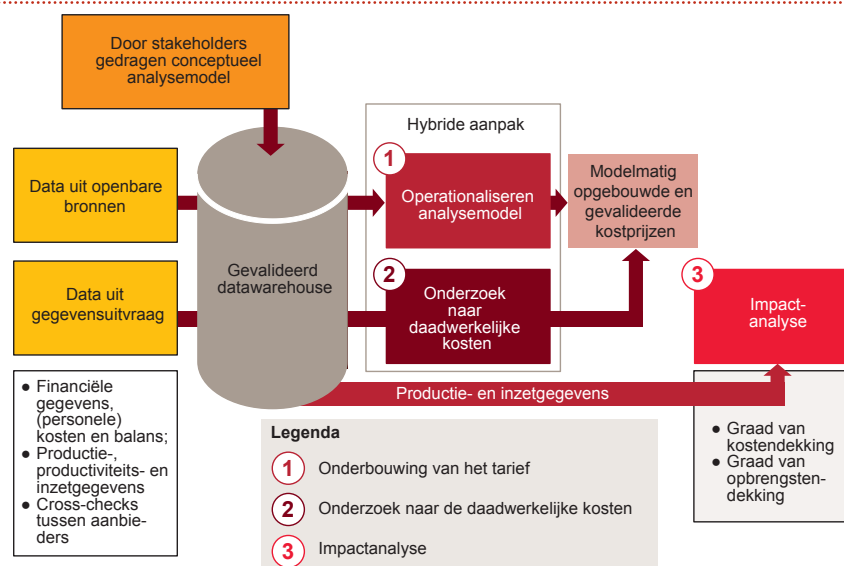 Door stakeholders
gedragen conceptueel
analysemodel
Hybride aanpak
Data uit openbare
bronnen
Gevalideerd
datawarehouse
1
Operationaliseren
analysemodel
Modelmatig
opgebouwde en
gevalideerde
kostprijzen
Data uit
gegevensuitvraag
2
Onderzoek
naar
daadwerkelijke
kosten
3
Impact-
analyse
Productie- en inzetgegevens
● Financiële
gegevens,
(personele)
kosten en balans;
● Productie-,
productiviteits- en
inzetgegevens
● Cross-checks
tussen aanbie-
ders
● Graad van
kostendekking
● Graad van
opbrengsten-
dekking
Legenda
1 Onderbouwing van het tarief
2 Onderzoek naar de daadwerkelijke kosten
3 Impactanalyse